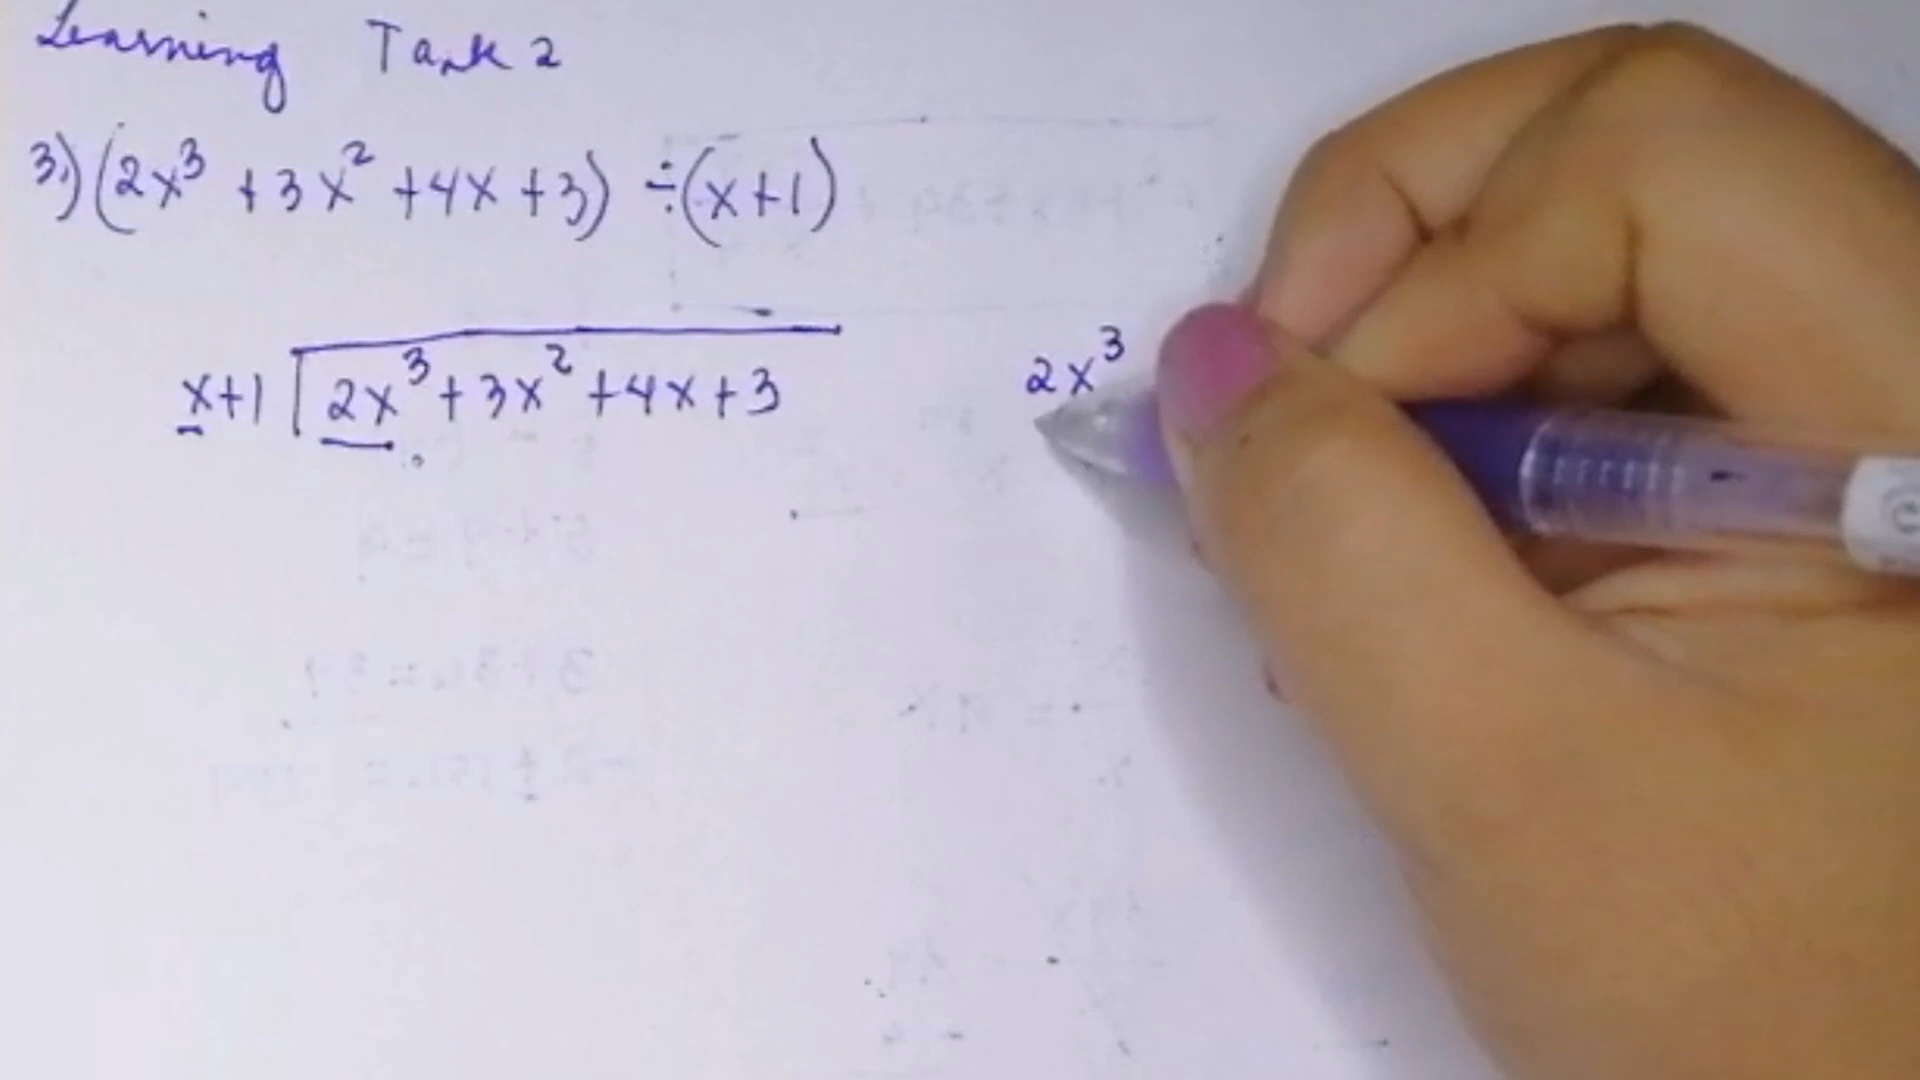 Learning Task 2
3.) (2x³ + 3x² + 4x + 3) ÷ (x + 1)
x+1 2x³ + 3x² + 4x + 3
2x³